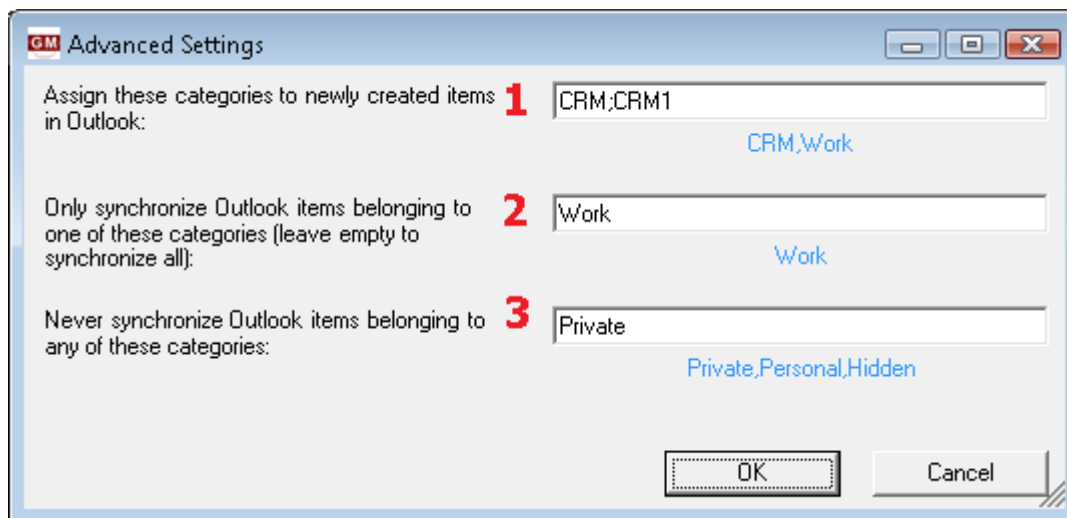 GM Advanced Settings
Assign these categories to newly created items 1 CRM;CRM1
in Outlook:
CRM,Work
Only synchronize Outlook items belonging to 2 Work
one of these categories (leave empty to
synchronize all):
Work
Never synchronize Outlook items belonging to 3 Private
any of these categories:
Private,Personal,Hidden
OK Cancel